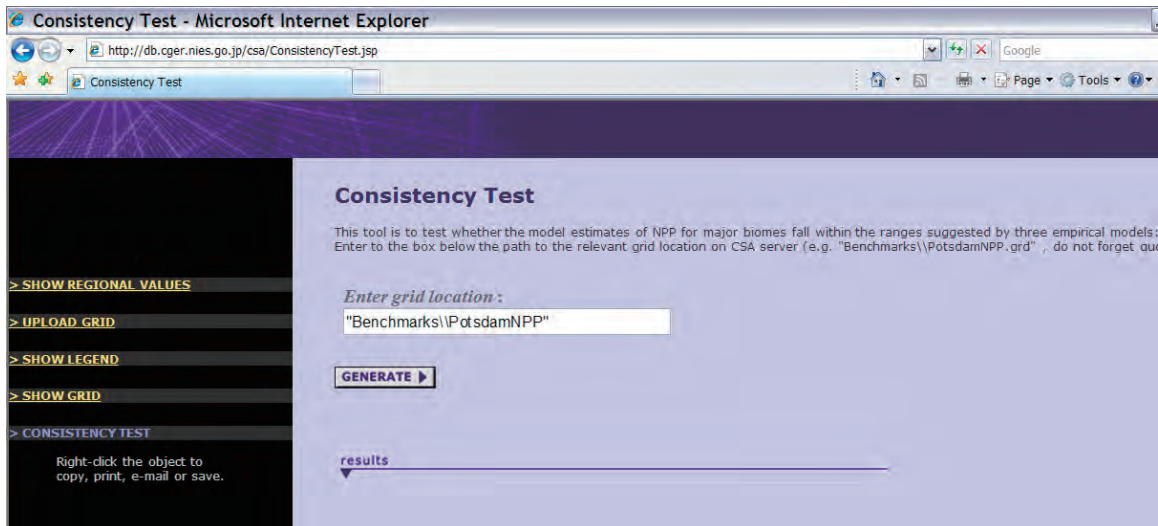 Consistency Test - Microsoft Internet Explorer
http://db.cger.nies.go.jp/csa/ConsistencyTest.jsp
Google
Consistency Test
Page
Tools
Consistency Test
This tool is to test whether the model estimates of NPP for major biomes fall within the ranges suggested by three empirical models:
Enter to the box below the path to the relevant grid location on CSA server (e.g. "Benchmarks\\PotsdamNPP.grd" , do not forget
> SHOW REGIONAL VALUES
> UPLOAD GRID
> SHOW LEGEND
> SHOW GRID
> CONSISTENCY TEST
Right-click the object to
copy, print, e-mail or save.
Enter grid location :
"Benchmarks\\PotsdamNPP"
GENERATE
results